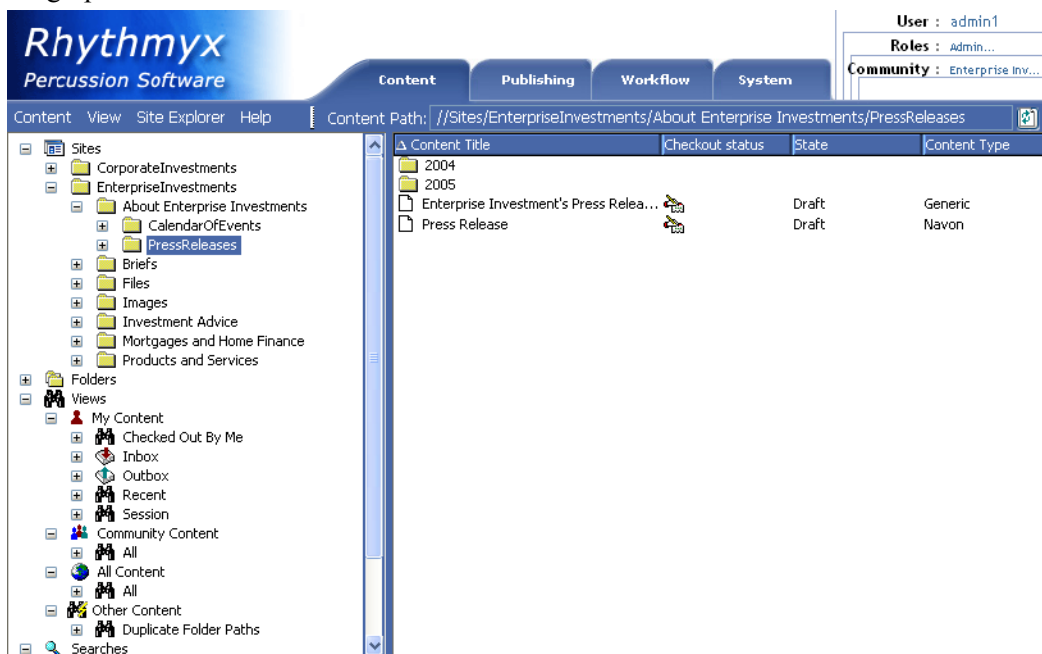 User : admin1
Rhythmyx
Roles : Admin...
Percussion Software
Content Publishing Workflow System
Community : Enterprise Inv...
Content View Site Explorer Help Content Path: //Sites/EnterpriseInvestments/About Enterprise Investments/PressReleases
Sites
CorporateInvestments
EnterpriseInvestments
About Enterprise Investments
CalendarOfEvents
PressReleases
Briefs
Files
Images
Investment Advice
Mortgages and Home Finance
Products and Services
Folders
Views
My Content
Checked Out By Me
Inbox
Outbox
Recent
Session
Community Content
All
All Content
All
Other Content
Duplicate Folder Paths
Searches
Content Title Checkout status State Content Type
2004
2005
Enterprise Investment's Press Relea... Draft Generic
Press Release Draft Navon